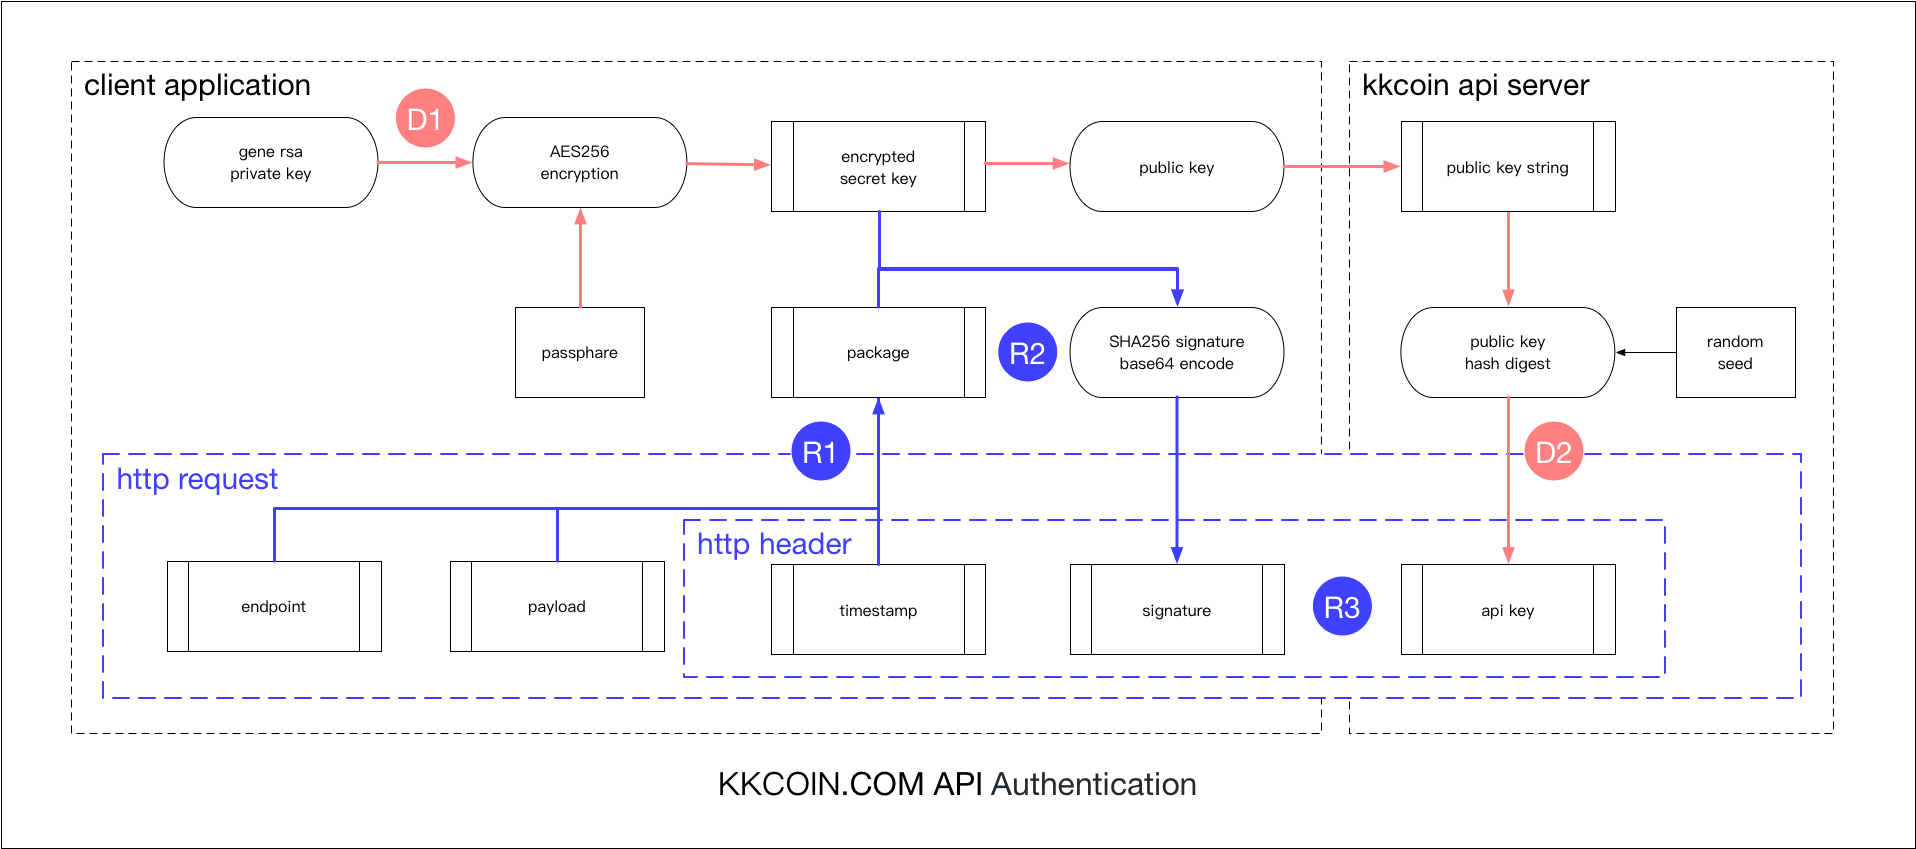 client application
kkcoin api server
D1
gene rsa
private key
AES256
encryption
encrypted
secret key
public key
public key string
passphare
package
R2
SHA256 signature
base64 encode
public key
hash digest
random
seed
R1
D2
http request
http header
endpoint
payload
timestamp
signature
R3
api key
KKCOIN.COM API Authentication